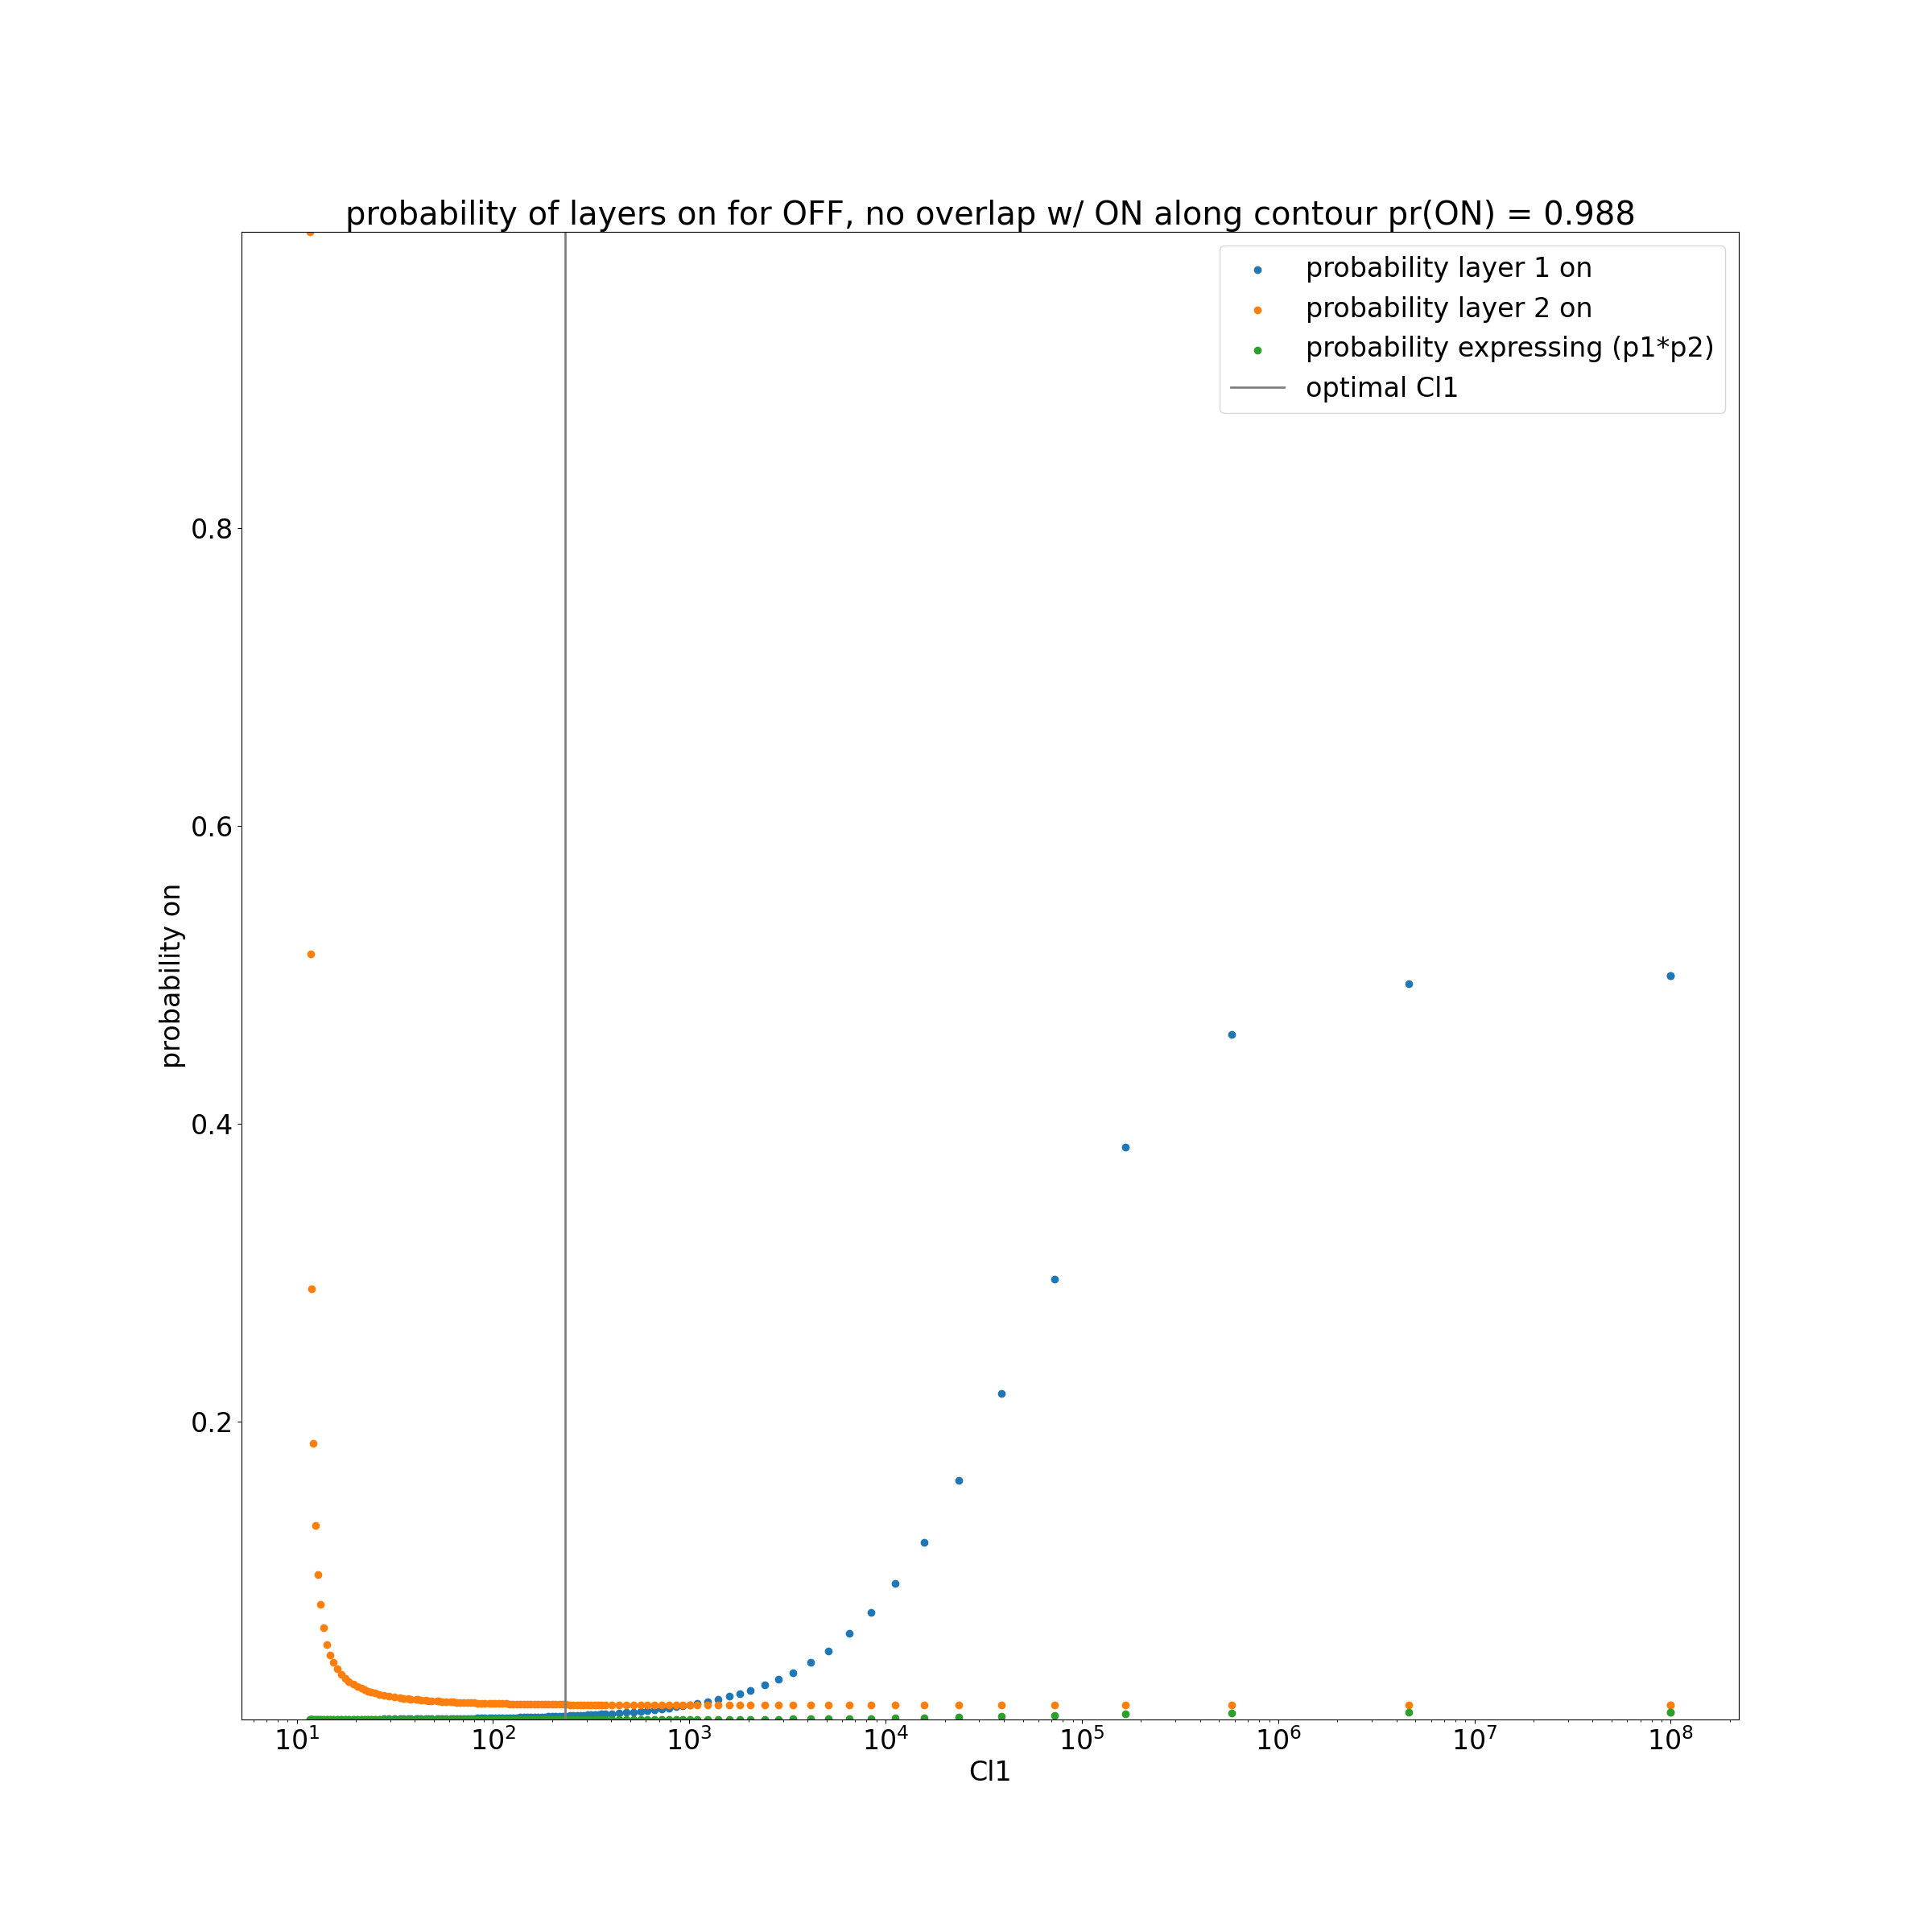 probability of layers on for OFF, no overlap w/ ON along contour pr(ON) = 0.988
probability layer 1 on
probability layer 2 on
probability expressing (p1*p2)
optimal Cl1
0.8
0.6
0.4
0.2
probability on
10¹ 10² 10³ 10⁴ 10⁵ 10⁶ 10⁷ 10⁸
Cl1